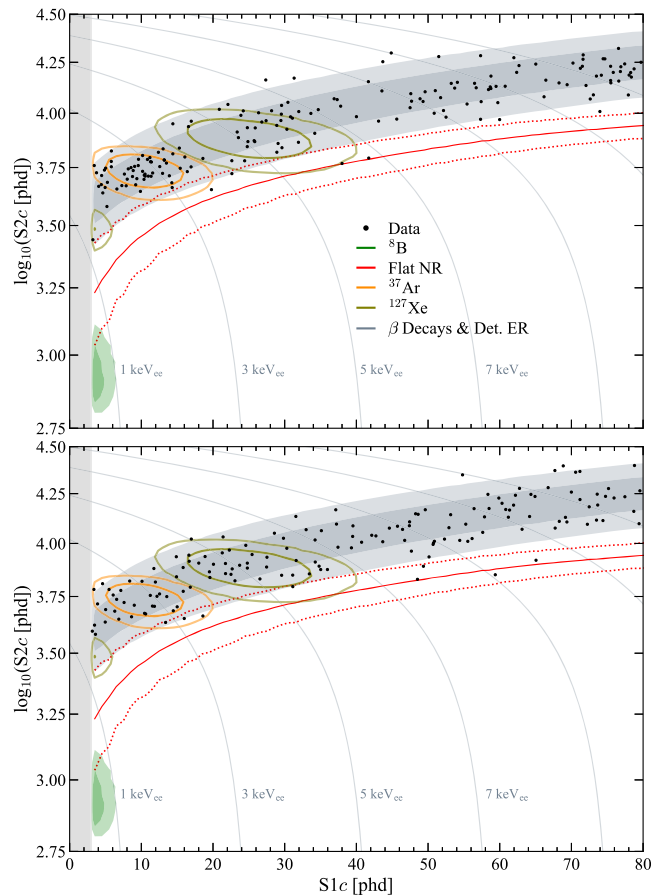 4.50
4.25
4.00
3.75
3.50
3.25
3.00
2.75
log₁₀(S2c [phd])
Data
⁸B
Flat NR
³⁷Ar
¹²⁷Xe
β Decays & Det. ER
1 keVₑₑ
3 keVₑₑ
5 keVₑₑ
7 keVₑₑ
4.50
4.25
4.00
3.75
3.50
3.25
3.00
2.75
log₁₀(S2c [phd])
1 keVₑₑ
3 keVₑₑ
5 keVₑₑ
7 keVₑₑ
0 10 20 30 40 50 60 70 80
S1c [phd]